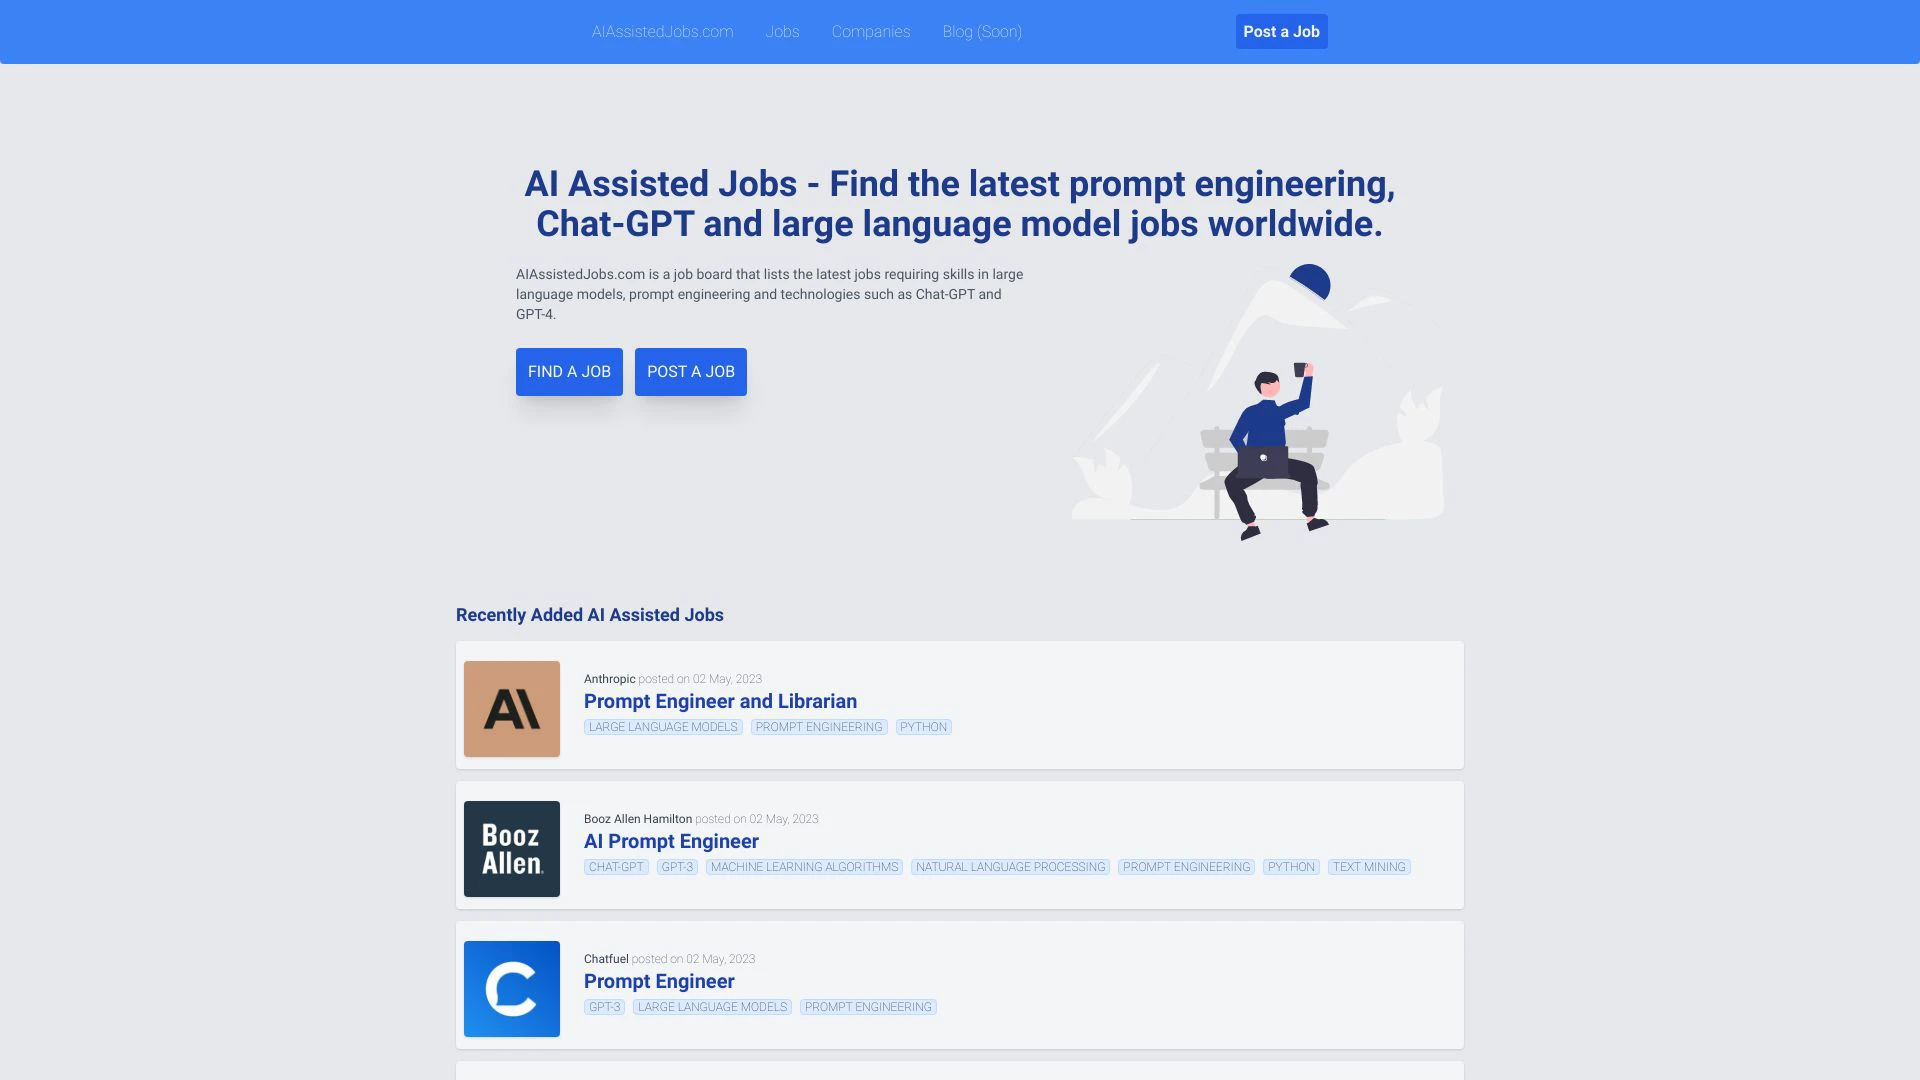 AIAssistedJobs.com Jobs Companies Blog (Soon) Post a Job
AI Assisted Jobs - Find the latest prompt engineering,
Chat-GPT and large language model jobs worldwide.
AIAssistedJobs.com is a job board that lists the latest jobs requiring skills in large
language models, prompt engineering and technologies such as Chat-GPT and
GPT-4.
FIND A JOB POST A JOB
Recently Added AI Assisted Jobs
AI
Anthropic posted on 02 May, 2023
Prompt Engineer and Librarian
LARGE LANGUAGE MODELS PROMPT ENGINEERING PYTHON
Booz
Allen.
Booz Allen Hamilton posted on 02 May, 2023
AI Prompt Engineer
CHAT-GPT GPT-3 MACHINE LEARNING ALGORITHMS NATURAL LANGUAGE PROCESSING PROMPT ENGINEERING PYTHON TEXT MINING
Chatfuel posted on 02 May, 2023
Prompt Engineer
GPT-3 LARGE LANGUAGE MODELS PROMPT ENGINEERING